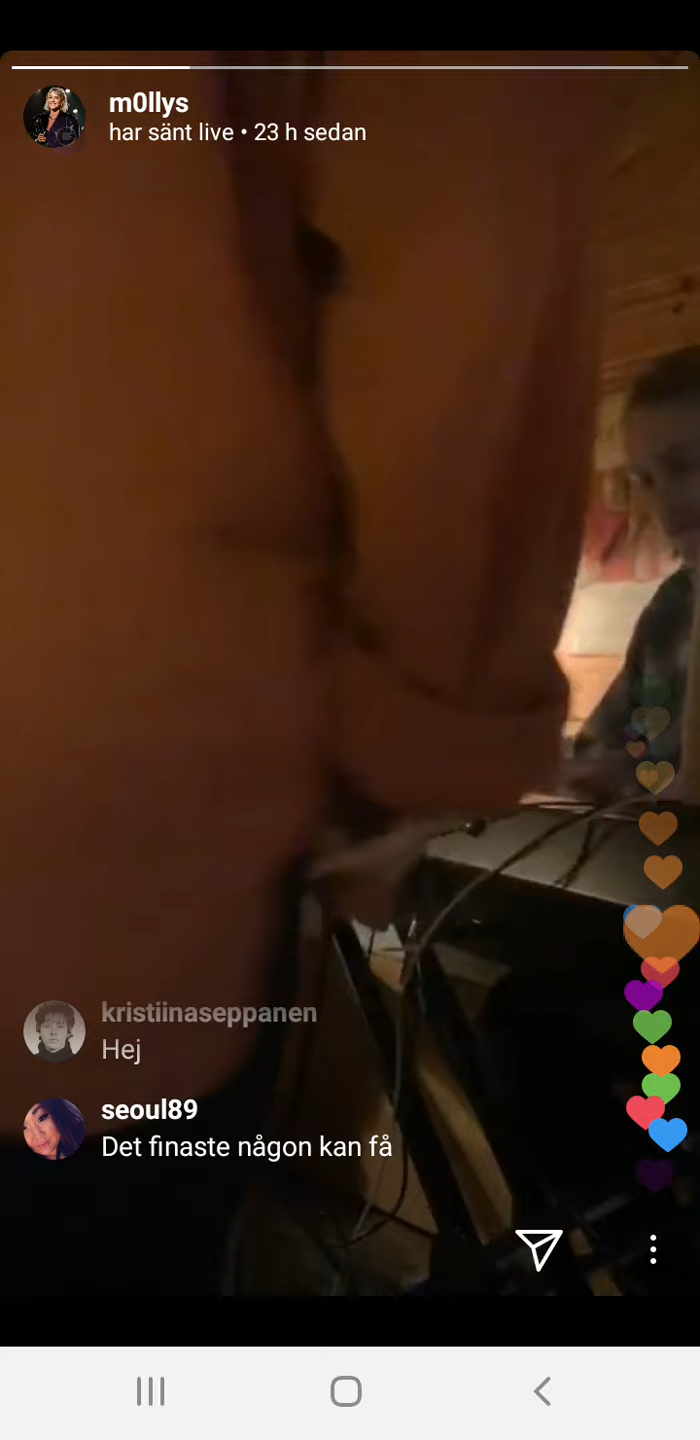 m0llys
har sänt live • 23 h sedan
kristiinaseppanen
Hej
seoul89
Det finaste någon kan få